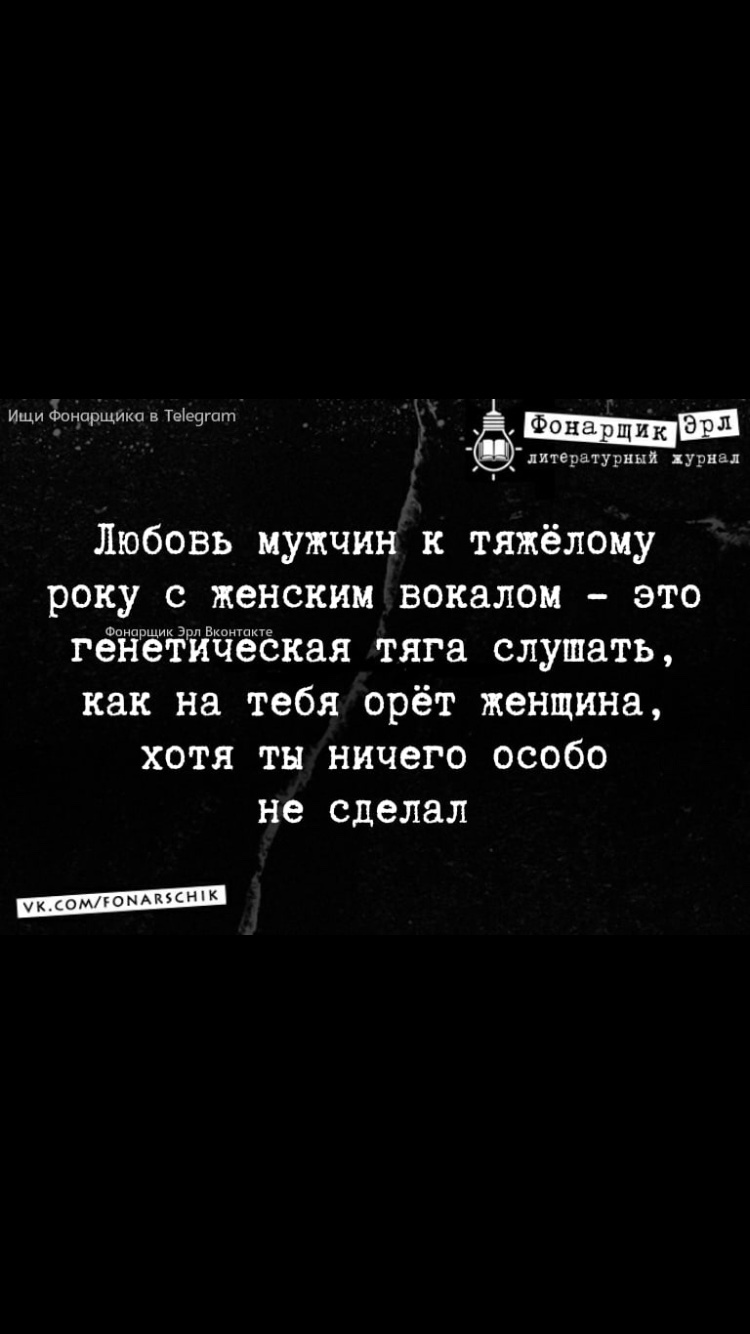 Ищи Фонарщика в Telegram
Фонарщик Эрл
литературный журнал
Любовь мужчин к тяжёлому
року с женским вокалом – это
Фонарщик Эрл Вконтакте
генетическая тяга слушать,
как на тебя орёт женщина,
хотя ты ничего особо
не сделал
VK.COM/FONARSCHIK